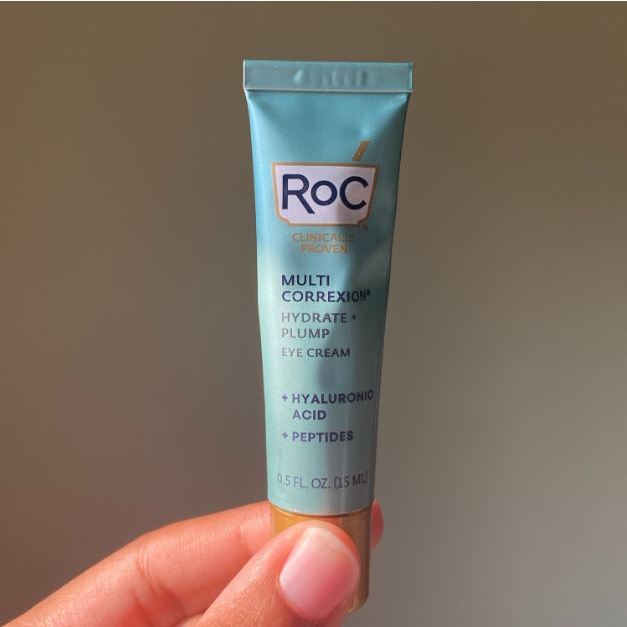 RoC
CLINICALLY
PROVEN
MULTI
CORREXION®
HYDRATE +
PLUMP
EYE CREAM
+ HYALURONIC
ACID
+ PEPTIDES
0.5 FL. OZ. (15 ML)